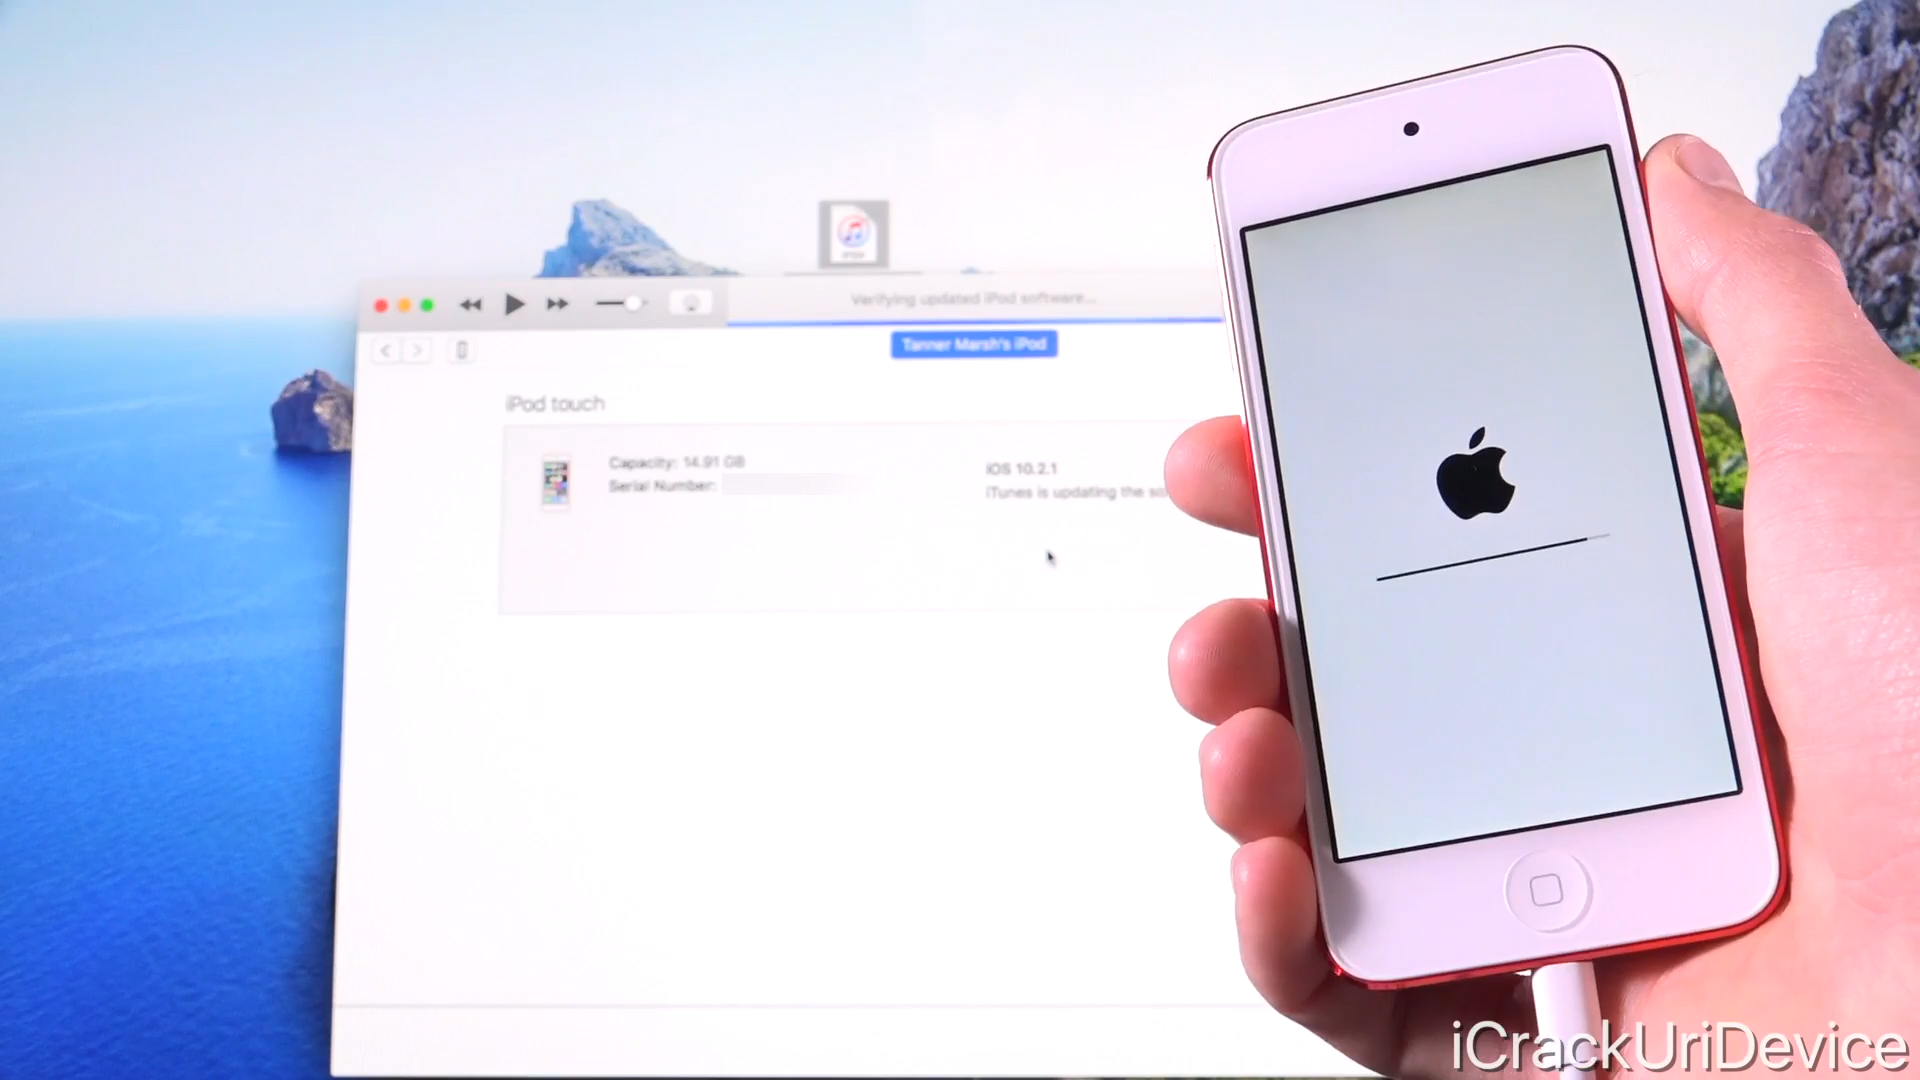 Verifying updated iPod software...
Tanner Marsh's iPod
iPod touch
Capacity: 14.91 GB
Serial Number:
iOS 10.2.1
iTunes is updating the so
iCrackUriDevice